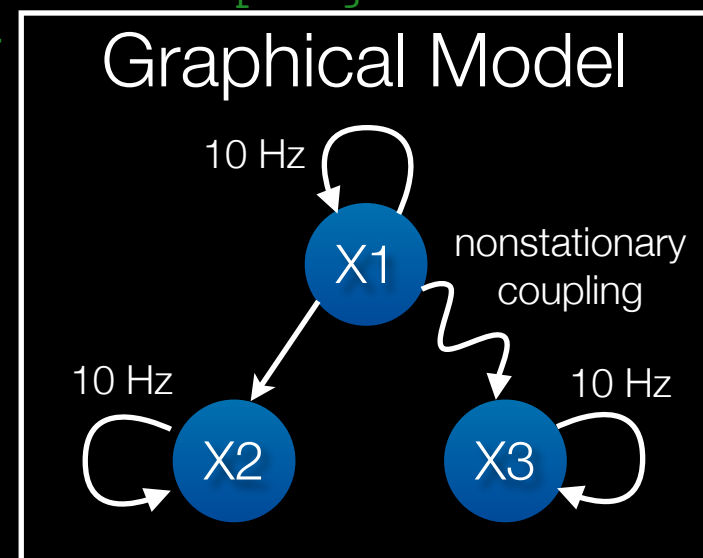 Graphical Model
10 Hz
X1
nonstationary
coupling
10 Hz
10 Hz
X2
X3